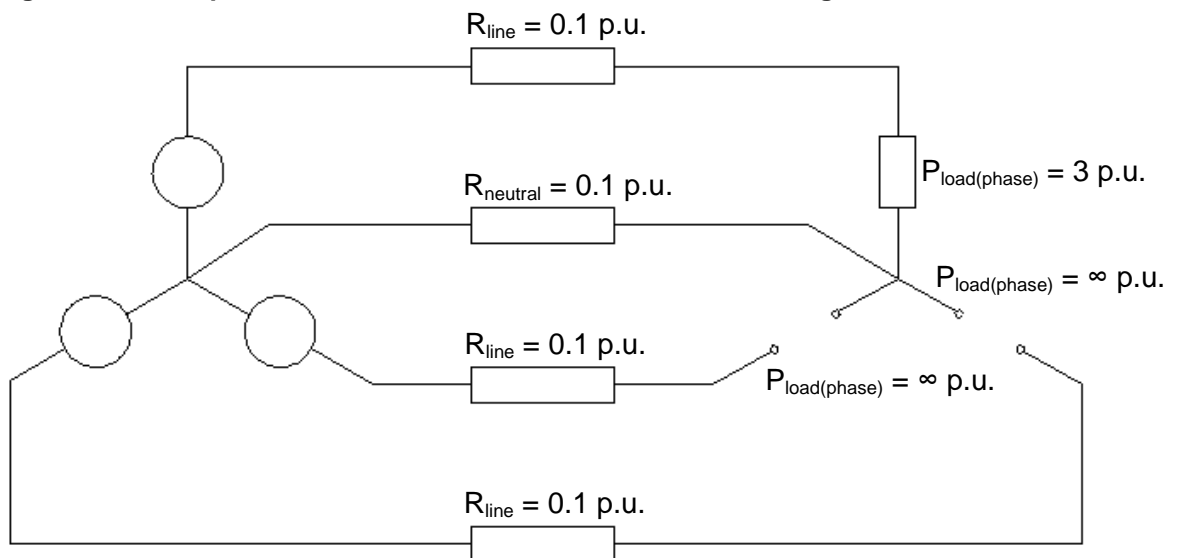 R_line = 0.1 p.u.
R_neutral = 0.1 p.u.
P_load(phase) = 3 p.u.
P_load(phase) = ∞ p.u.
R_line = 0.1 p.u.
P_load(phase) = ∞ p.u.
R_line = 0.1 p.u.